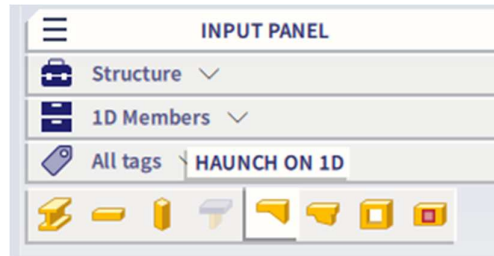 INPUT PANEL
Structure
1D Members
All tags
HAUNCH ON 1D